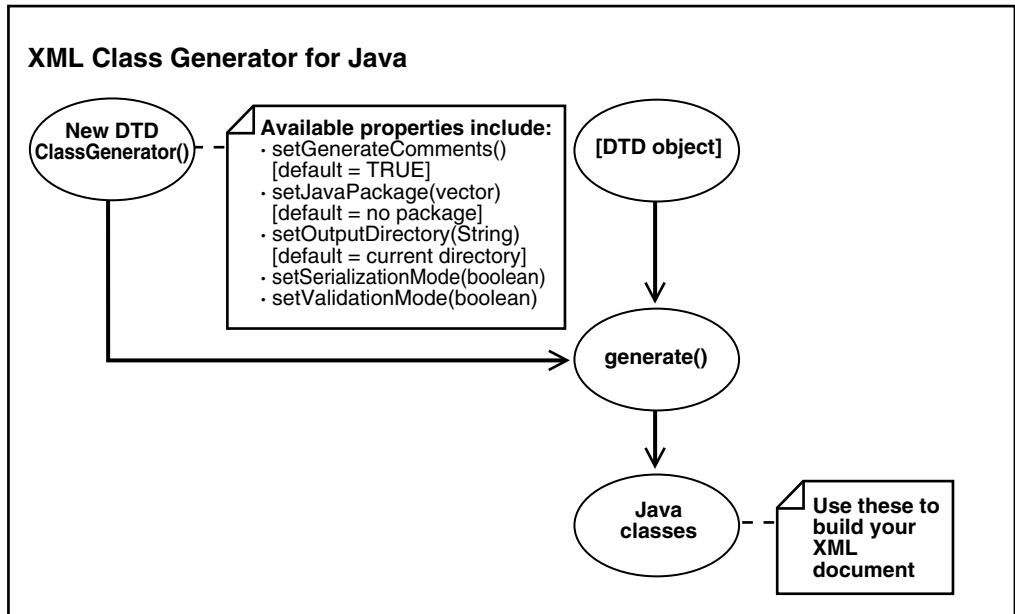 XML Class Generator for Java
New DTD
ClassGenerator()
Available properties include:
· setGenerateComments()
[default = TRUE]
· setJavaPackage(vector)
[default = no package]
· setOutputDirectory(String)
[default = current directory]
· setSerializationMode(boolean)
· setValidationMode(boolean)
[DTD object]
generate()
Java
classes
Use these to
build your
XML
document